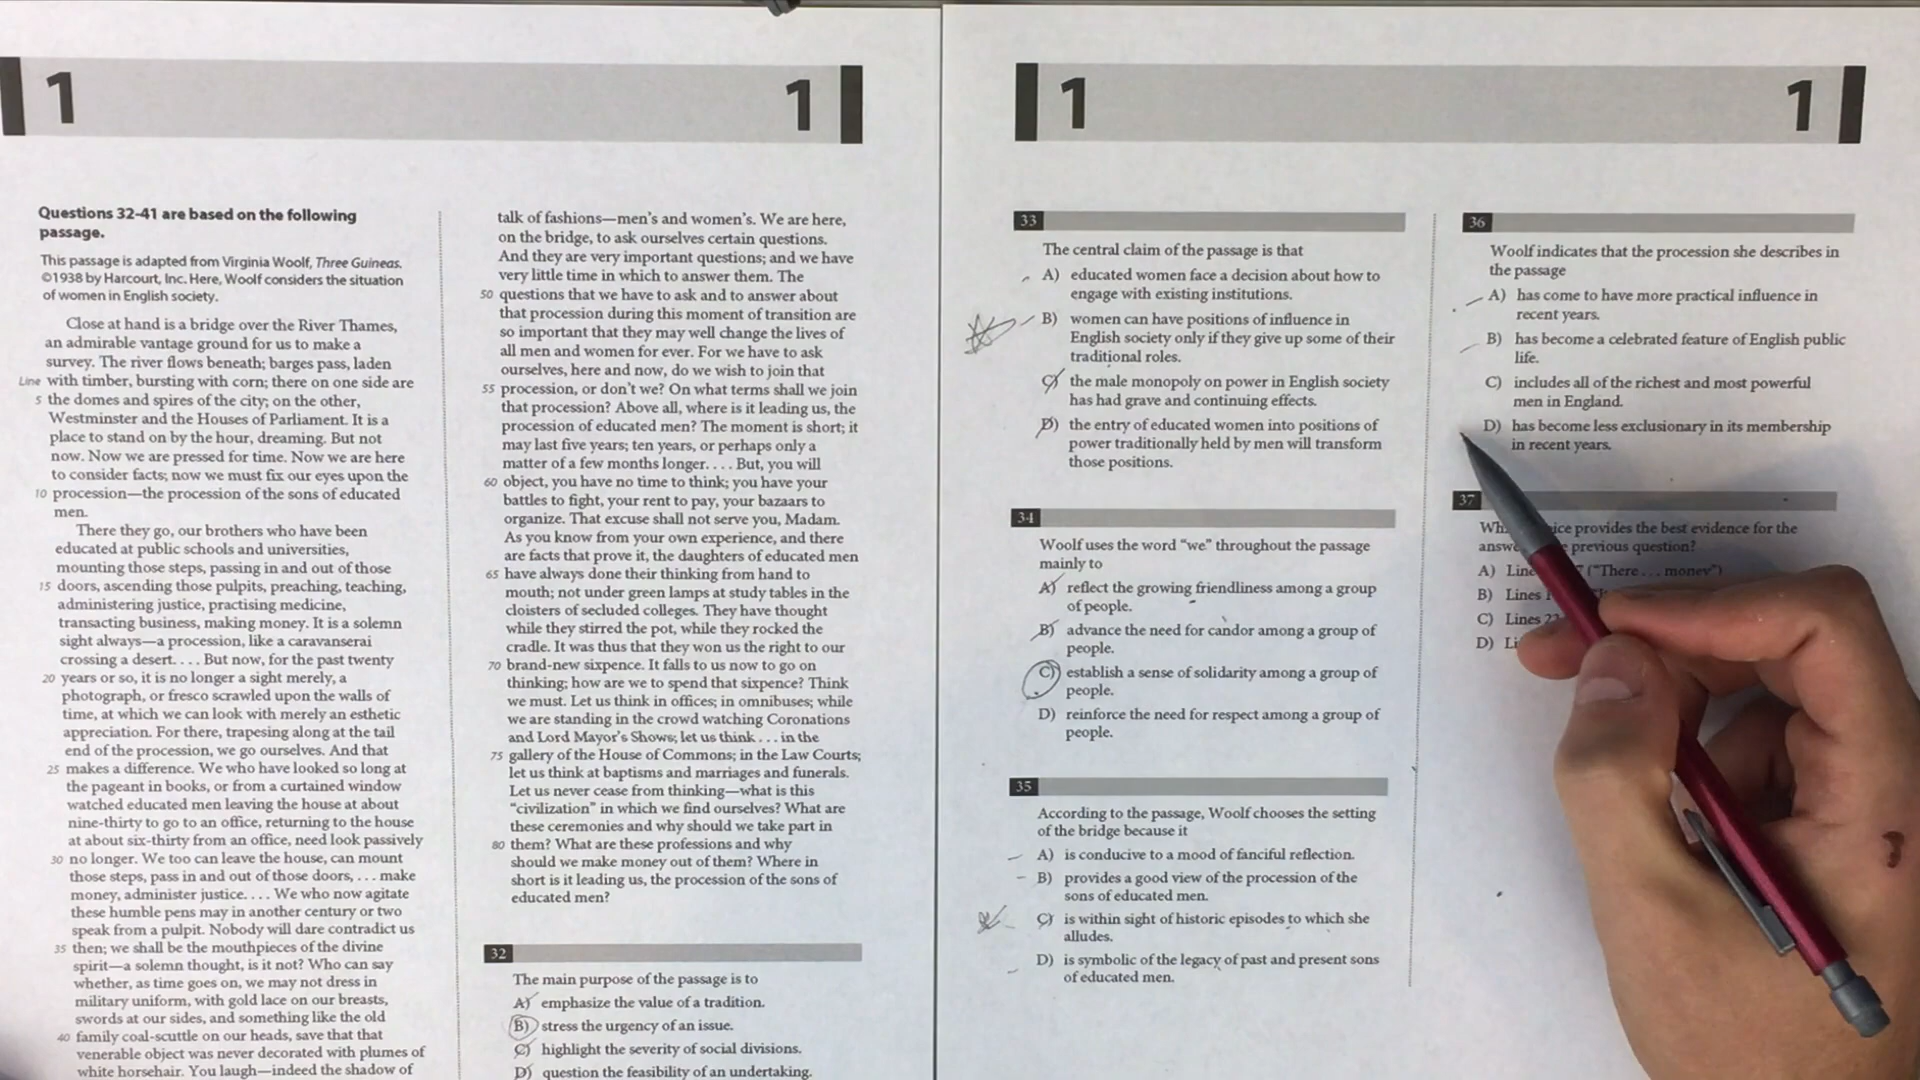 1 1
Questions 32-41 are based on the following
passage.
This passage is adapted from Virginia Woolf, Three Guineas.
©1938 by Harcourt, Inc. Here, Woolf considers the situation
of women in English society.
Close at hand is a bridge over the River Thames,
an admirable vantage ground for us to make a
survey. The river flows beneath; barges pass, laden
Line with timber, bursting with corn; there on one side are
5 the domes and spires of the city; on the other,
Westminster and the Houses of Parliament. It is a
place to stand on by the hour, dreaming. But not
now. Now we are pressed for time. Now we are here
to consider facts; now we must fix our eyes upon the
10 procession—the procession of the sons of educated
men.
There they go, our brothers who have been
educated at public schools and universities,
mounting those steps, passing in and out of those
15 doors, ascending those pulpits, preaching, teaching,
administering justice, practising medicine,
transacting business, making money. It is a solemn
sight always—a procession, like a caravanserai
crossing a desert. . . . But now, for the past twenty
20 years or so, it is no longer a sight merely, a
photograph, or fresco scrawled upon the walls of
time, at which we can look with merely an esthetic
appreciation. For there, trapesing along at the tail
end of the procession, we go ourselves. And that
25 makes a difference. We who have looked so long at
the pageant in books, or from a curtained window
watched educated men leaving the house at about
nine-thirty to go to an office, returning to the house
at about six-thirty from an office, need look passively
30 no longer. We too can leave the house, can mount
those steps, pass in and out of those doors, . . . make
money, administer justice. . . . We who now agitate
these humble pens may in another century or two
speak from a pulpit. Nobody will dare contradict us
35 then; we shall be the mouthpieces of the divine
spirit—a solemn thought, is it not? Who can say
whether, as time goes on, we may not dress in
military uniform, with gold lace on our breasts,
swords at our sides, and something like the old
40 family coal-scuttle on our heads, save that that
venerable object was never decorated with plumes of
white horsehair. You laugh—indeed the shadow of
talk of fashions—men's and women's. We are here,
on the bridge, to ask ourselves certain questions.
And they are very important questions; and we have
very little time in which to answer them. The
50 questions that we have to ask and to answer about
that procession during this moment of transition are
so important that they may well change the lives of
all men and women for ever. For we have to ask
ourselves, here and now, do we wish to join that
55 procession, or don't we? On what terms shall we join
that procession? Above all, where is it leading us, the
procession of educated men? The moment is short; it
may last five years; ten years, or perhaps only a
matter of a few months longer. . . . But, you will
60 object, you have no time to think; you have your
battles to fight, your rent to pay, your bazaars to
organize. That excuse shall not serve you, Madam.
As you know from your own experience, and there
are facts that prove it, the daughters of educated men
65 have always done their thinking from hand to
mouth; not under green lamps at study tables in the
cloisters of secluded colleges. They have thought
while they stirred the pot, while they rocked the
cradle. It was thus that they won us the right to our
70 brand-new sixpence. It falls to us now to go on
thinking; how are we to spend that sixpence? Think
we must. Let us think in offices; in omnibuses; while
we are standing in the crowd watching Coronations
and Lord Mayor's Shows; let us think . . . in the
75 gallery of the House of Commons; in the Law Courts;
let us think at baptisms and marriages and funerals.
Let us never cease from thinking—what is this
“civilization” in which we find ourselves? What are
these ceremonies and why should we take part in
80 them? What are these professions and why
should we make money out of them? Where in
short is it leading us, the procession of the sons of
educated men?
32
The main purpose of the passage is to
A) emphasize the value of a tradition.
B) stress the urgency of an issue.
C) highlight the severity of social divisions.
D) question the feasibility of an undertaking.
1 1
33
The central claim of the passage is that
A) educated women face a decision about how to
engage with existing institutions.
B) women can have positions of influence in
English society only if they give up some of their
traditional roles.
C) the male monopoly on power in English society
has had grave and continuing effects.
D) the entry of educated women into positions of
power traditionally held by men will transform
those positions.
34
Woolf uses the word “we” throughout the passage
mainly to
A) reflect the growing friendliness among a group
of people.
B) advance the need for candor among a group of
people.
C) establish a sense of solidarity among a group of
people.
D) reinforce the need for respect among a group of
people.
35
According to the passage, Woolf chooses the setting
of the bridge because it
A) is conducive to a mood of fanciful reflection.
B) provides a good view of the procession of the
sons of educated men.
C) is within sight of historic episodes to which she
alludes.
D) is symbolic of the legacy of past and present sons
of educated men.
36
Woolf indicates that the procession she describes in
the passage
A) has come to have more practical influence in
recent years.
B) has become a celebrated feature of English public
life.
C) includes all of the richest and most powerful
men in England.
D) has become less exclusionary in its membership
in recent years.
37
provides the best evidence for the
previous question?
A) (“There . . . money”)
B) Lines
C) Lines
D)